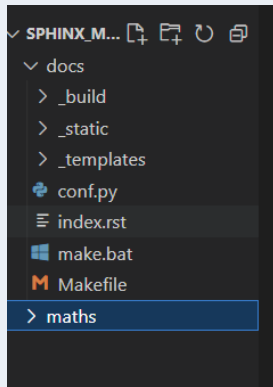 SPHINX_M...
docs
_build
_static
_templates
conf.py
index.rst
make.bat
M Makefile
maths